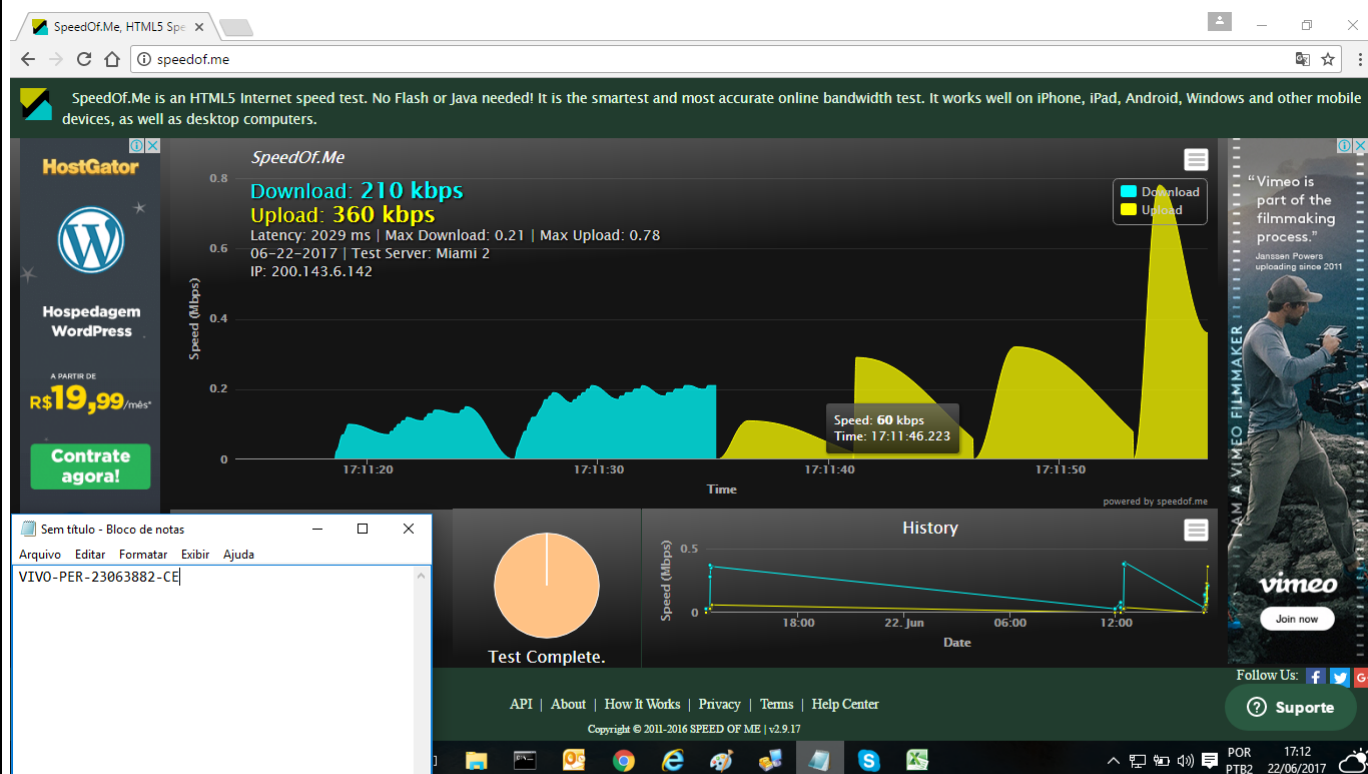 SpeedOf.Me, HTML5 Spe
speedof.me
SpeedOf.Me is an HTML5 Internet speed test. No Flash or Java needed! It is the smartest and most accurate online bandwidth test. It works well on iPhone, iPad, Android, Windows and other mobile
devices, as well as desktop computers.
HostGator
Hospedagem
WordPress
A PARTIR DE
R$19,99/mês*
Contrate
agora!
SpeedOf.Me
Download: 210 kbps
Upload: 360 kbps
Latency: 2029 ms | Max Download: 0.21 | Max Upload: 0.78
06-22-2017 | Test Server: Miami 2
IP: 200.143.6.142
Download
Upload
Speed (Mbps)
0.8
0.6
0.4
0.2
0
Speed: 60 kbps
Time: 17:11:46.223
17:11:20
17:11:30
17:11:40
17:11:50
Time
powered by speedof.me
“Vimeo is
part of the
filmmaking
process.”
Janssen Powers
uploading since 2011
I AM A VIMEO FILMMAKER
vimeo
Join now
Sem título - Bloco de notas
Arquivo Editar Formatar Exibir Ajuda
VIVO-PER-23063882-CE
Test Complete.
History
Speed (Mbps)
0.5
0
18:00
22. Jun
06:00
12:00
Date
Follow Us:
API | About | How It Works | Privacy | Terms | Help Center
Copyright © 2011-2016 SPEED OF ME | v2.9.17
Suporte
POR
PTB2
17:12
22/06/2017